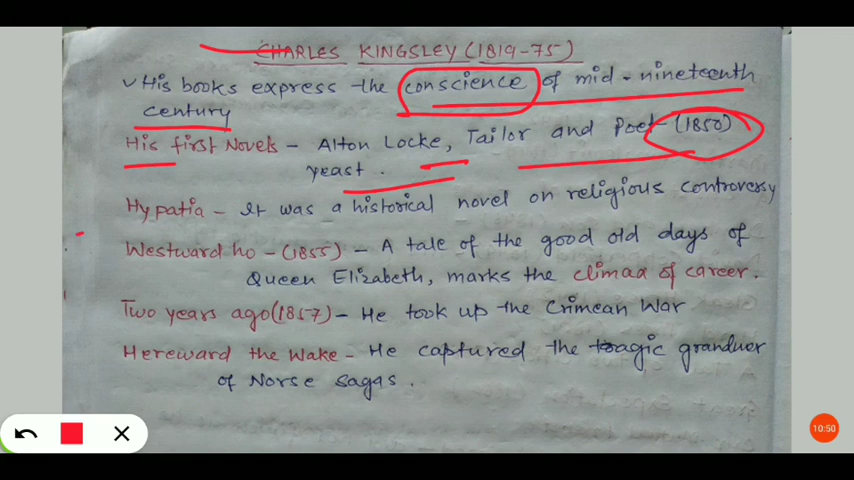 CHARLES KINGSLEY (1819-75)
✓His books express the conscience of mid-nineteenth
century
His first Novels - Alton Locke, Tailor and Poet (1850)
yeast.
Hypatia - It was a historical novel on religious controversy
Westward ho - (1855) - A tale of the good old days of
Queen Elizabeth, marks the climax of career.
Two years ago (1857) - He took up the Crimean War
Hereward the Wake - He captured the tragic granduer
of Norse sagas.
10:50